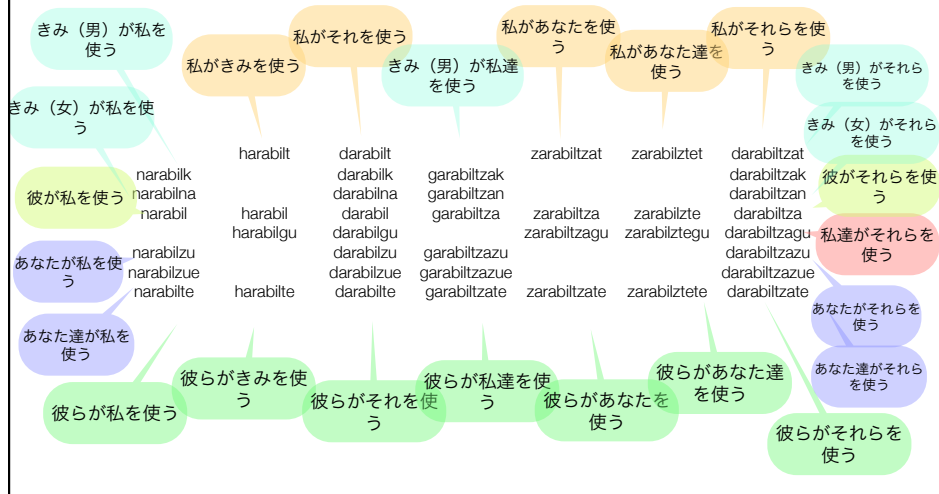 きみ（男）が私を
使う
私がきみを使う
私がそれを使う
きみ（男）が私達
を使う
私があなたを使
う
私があなた達を
使う
私がそれらを使
う
きみ（男）がそれら
を使う
きみ（女）が私を使
う
きみ（女）がそれら
を使う
harabilt darabilt zarabiltzat zarabilztet darabiltzat
narabilk darabilk garabiltzak darabiltzak
narabilna darabilna garabiltzan darabiltzan
narabil harabil darabil garabiltza zarabiltza zarabilzte darabiltza
harabilgu darabilgu zarabiltzagu zarabilztegu darabiltzagu
narabilzu darabilzu garabiltzazu darabiltzazu
narabilzue darabilzue garabiltzazue darabiltzazue
narabilte harabilte darabilte garabiltzate zarabiltzate zarabilztete darabiltzate
彼が私を使う
彼がそれらを使
う
私達がそれらを
使う
あなたが私を使
う
あなた達が私を
使う
あなたがそれらを
使う
あなた達がそれら
を使う
彼らが私を使う
彼らがきみを使
う
彼らがそれを使
う
彼らが私達を使
う
彼らがあなたを
使う
彼らがあなた達
を使う
彼らがそれらを
使う